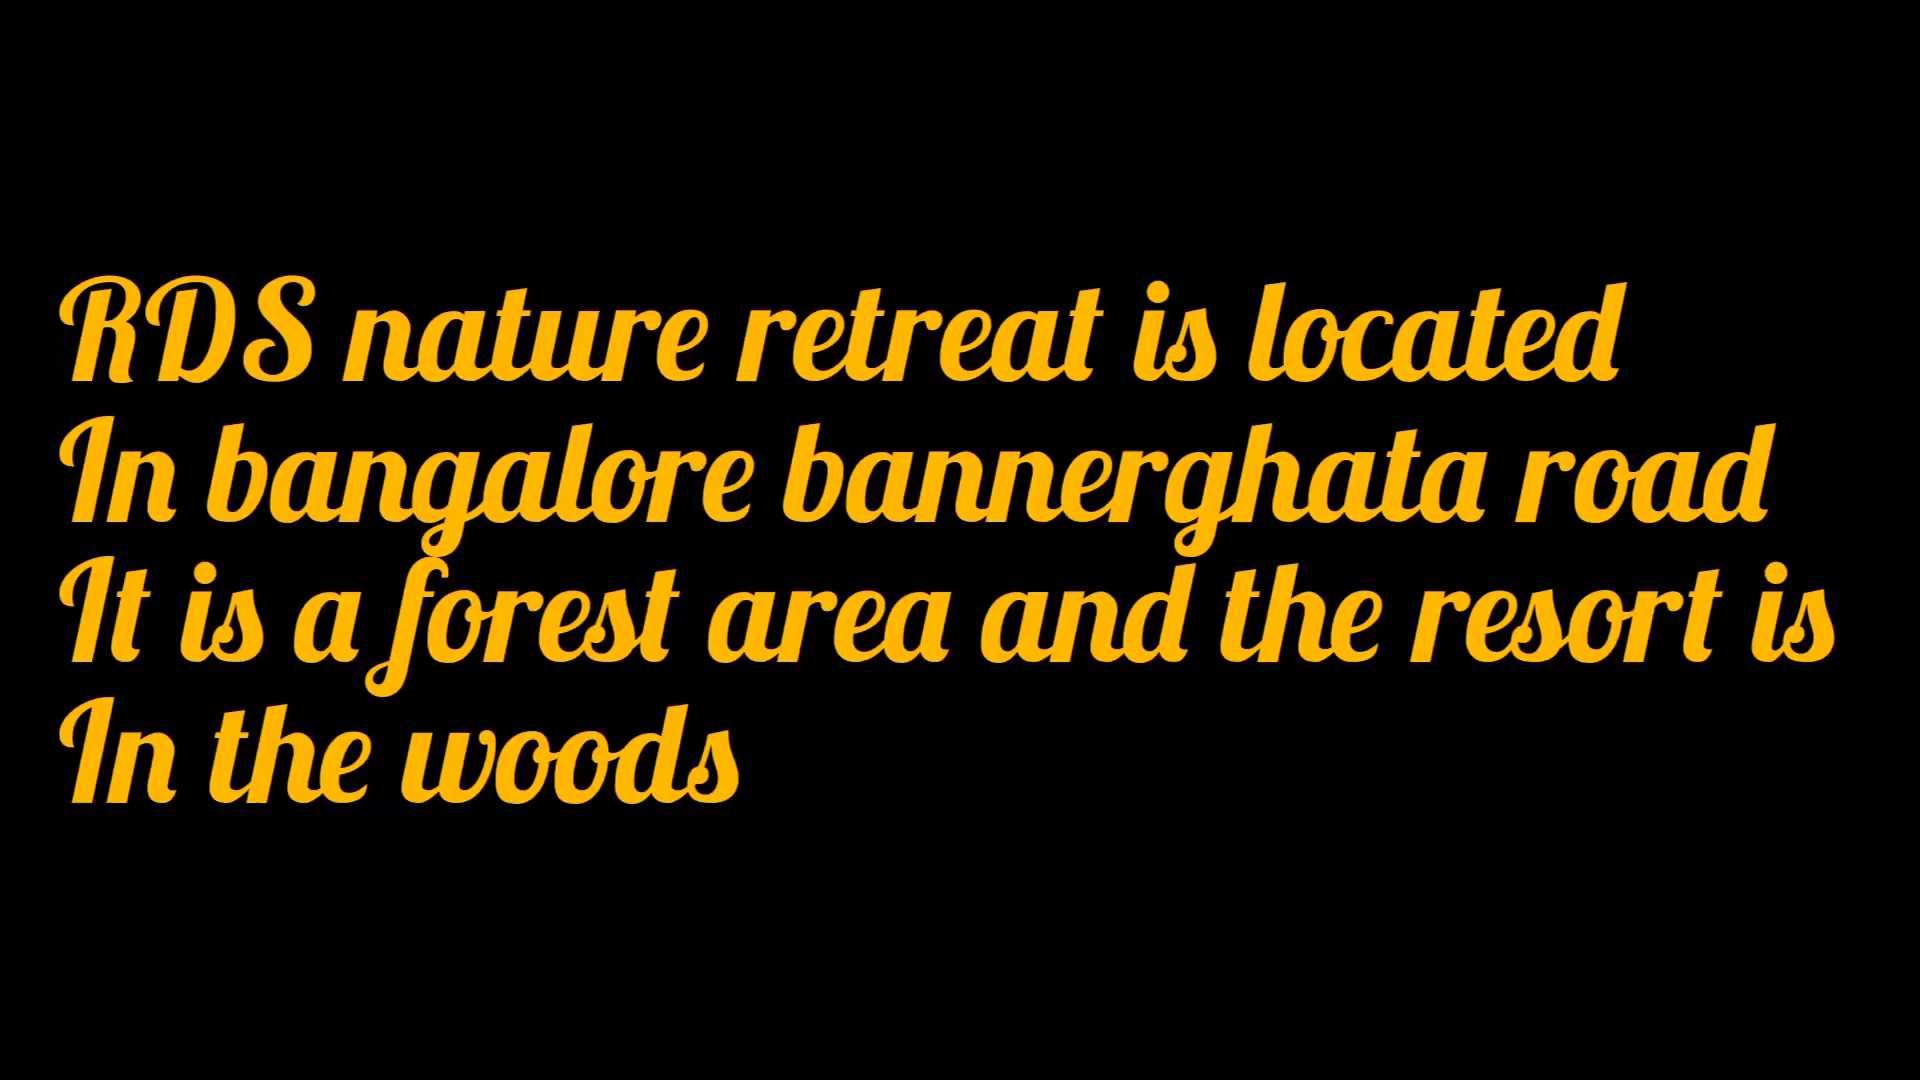 RDS nature retreat is located
In bangalore bannerghata road
It is a forest area and the resort is
In the woods